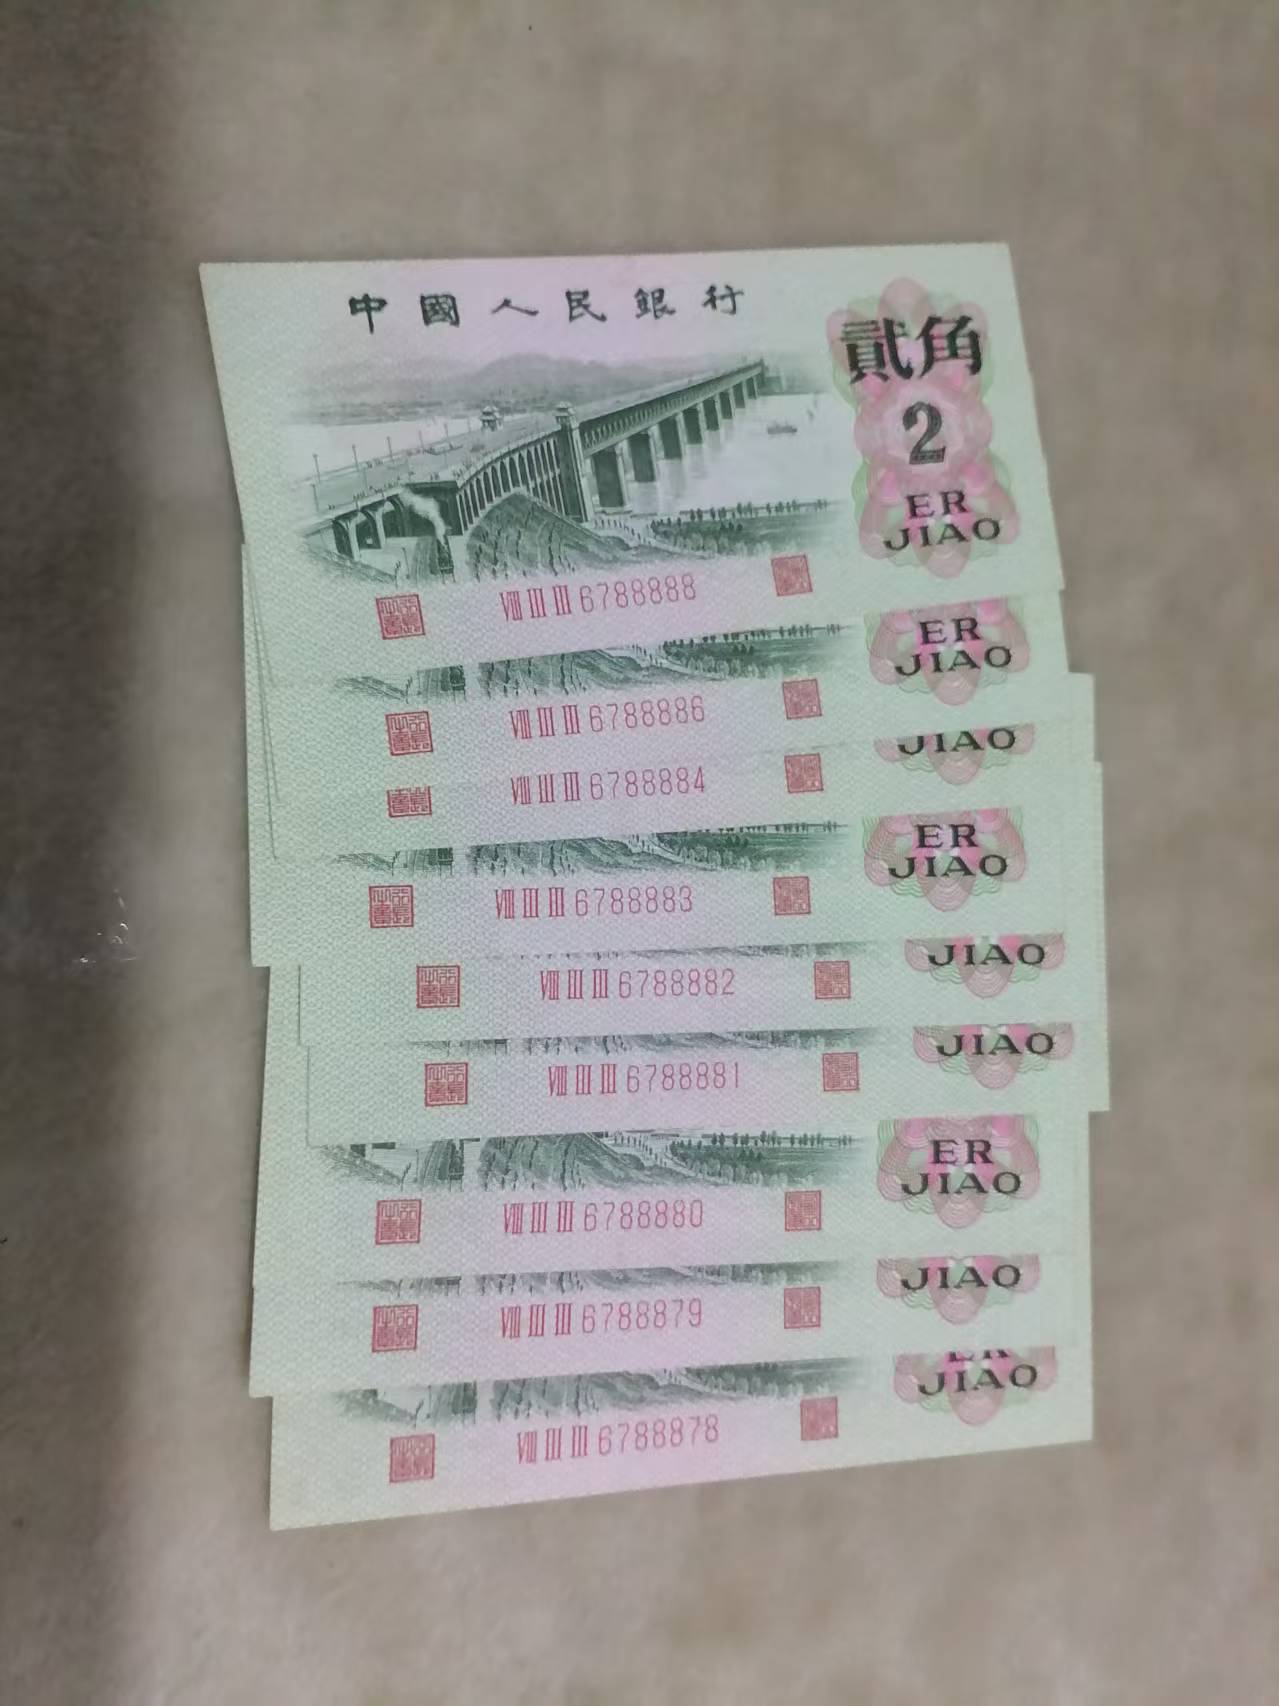 中國人民銀行
貳角
2
ER
JIAO
Ⅷ Ⅲ Ⅲ 6788888
ER
JIAO
Ⅷ Ⅲ Ⅲ 6788886
JIAO
Ⅷ Ⅲ Ⅲ 6788884
ER
JIAO
Ⅷ Ⅲ Ⅲ 6788883
JIAO
Ⅷ Ⅲ Ⅲ 6788882
JIAO
Ⅷ Ⅲ Ⅲ 6788881
ER
JIAO
Ⅷ Ⅲ Ⅲ 6788880
JIAO
Ⅷ Ⅲ Ⅲ 6788879
JIAO
Ⅷ Ⅲ Ⅲ 6788878